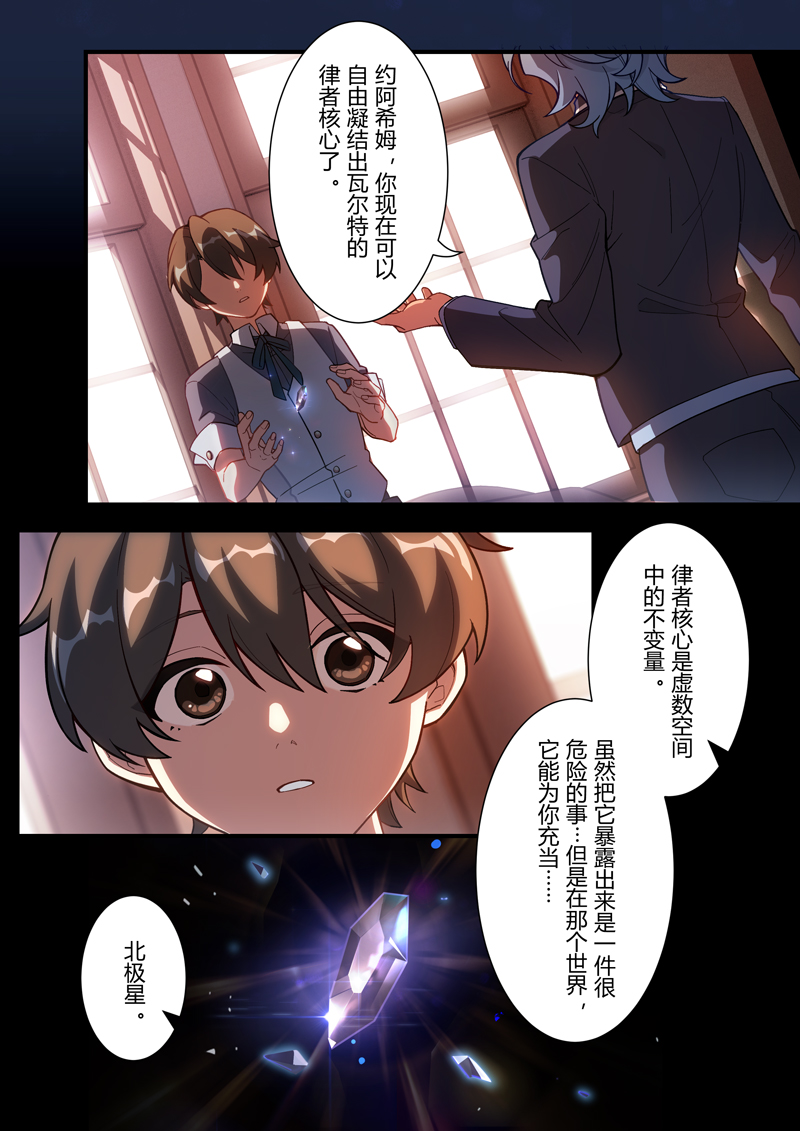 约阿希姆，你现在可以
自由凝结出瓦尔特的
律者核心了。
律者核心是虚数空间
中的不变量。
虽然把它暴露出来是一件很
危险的事…但是在那个世界，
它能为你充当……
北极星。